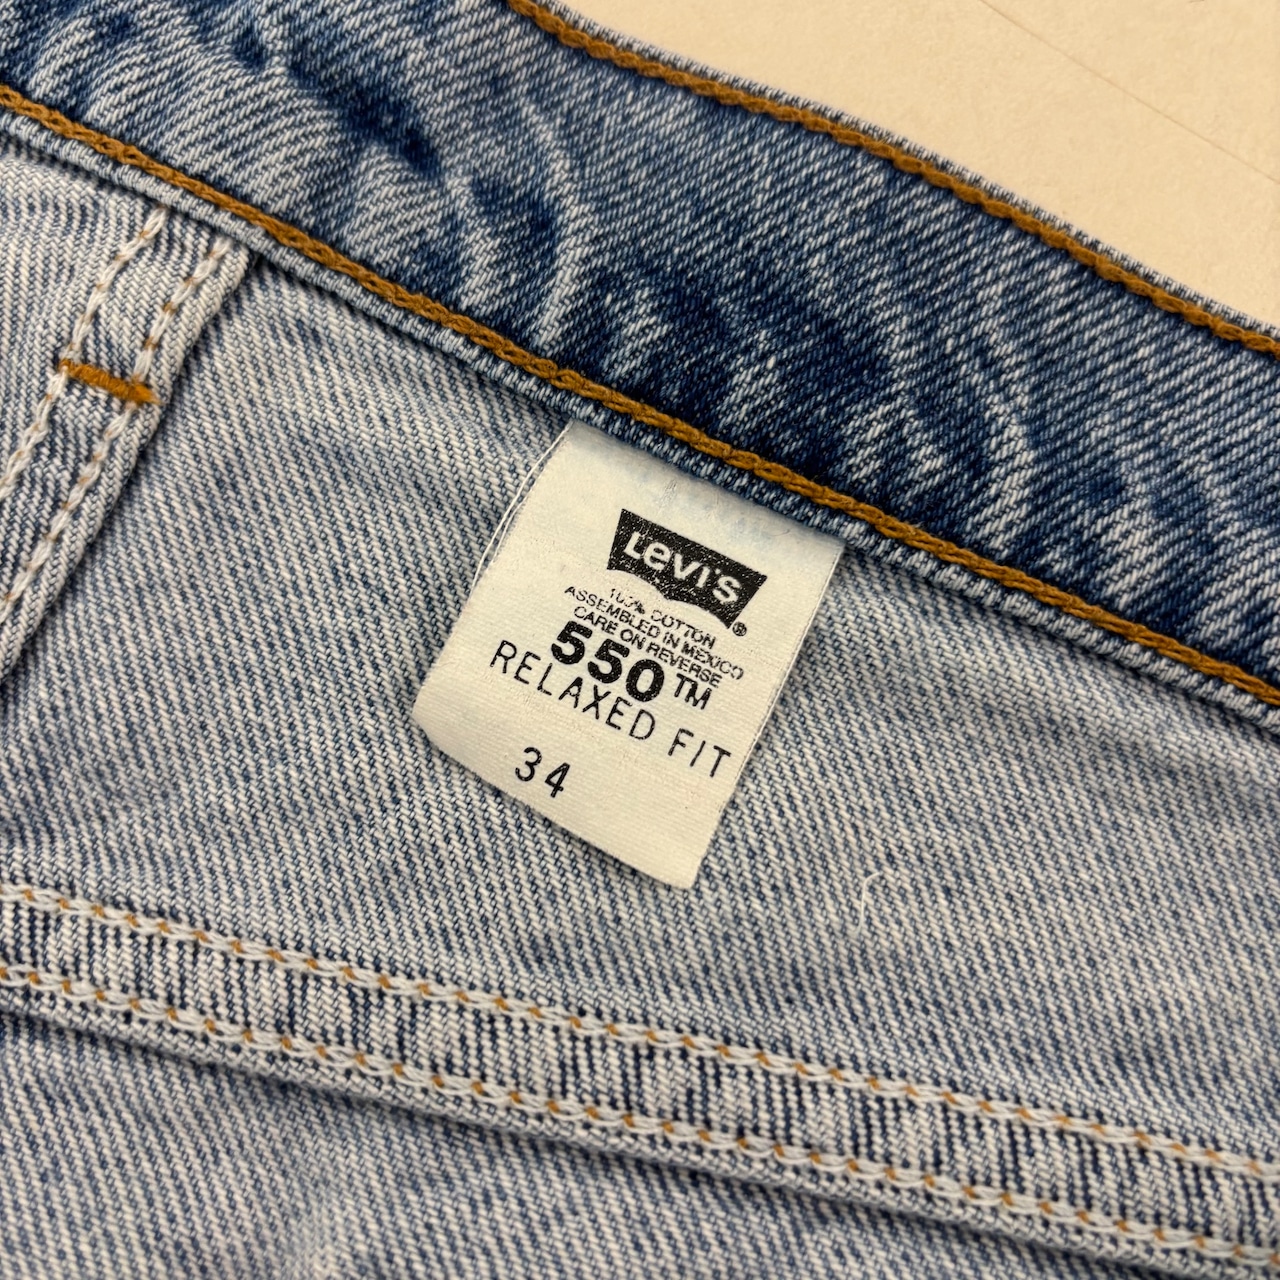 Levi's®
100% COTTON
ASSEMBLED IN MEXICO
CARE ON REVERSE
550™
RELAXED FIT
34